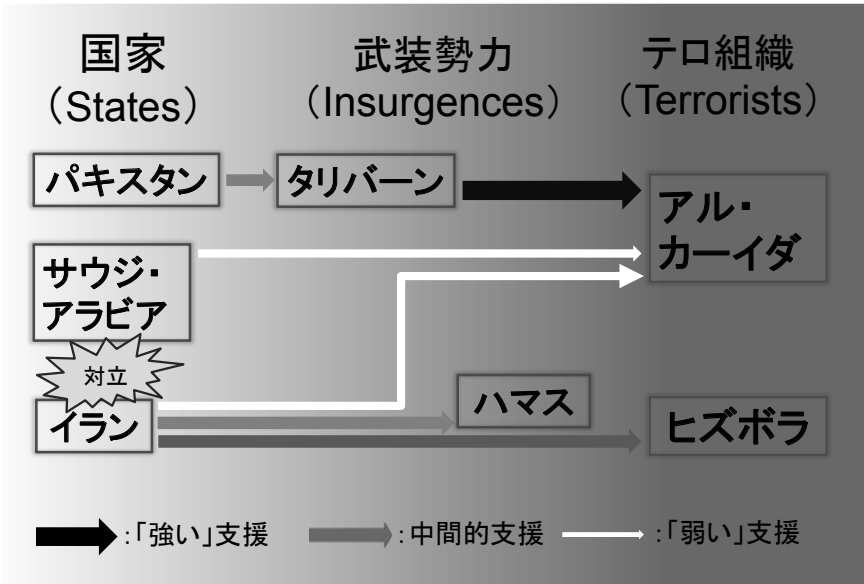 国家
（States）
武装勢力
（Insurgences）
テロ組織
（Terrorists）
パキスタン
タリバーン
アル・
カーイダ
サウジ・
アラビア
対立
イラン
ハマス
ヒズボラ
:「強い」支援
:中間的支援
:「弱い」支援